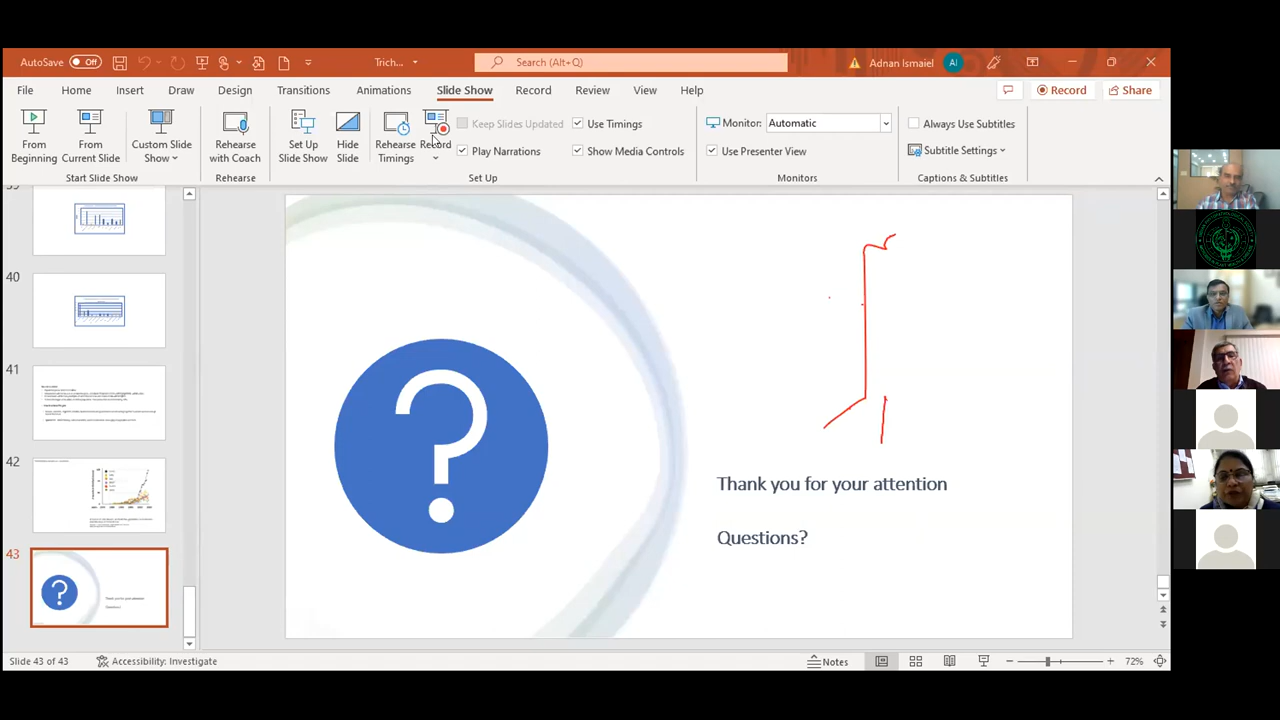 AutoSave Off Trich... Search (Alt+Q) Adnan Ismaiel AI
File Home Insert Draw Design Transitions Animations Slide Show Record Review View Help Record Share
From Beginning
From Current Slide
Custom Slide Show
Start Slide Show
Rehearse with Coach
Rehearse
Set Up Slide Show
Hide Slide
Rehearse Timings
Record
Keep Slides Updated
Use Timings
Play Narrations
Show Media Controls
Set Up
Monitor: Automatic
Use Presenter View
Monitors
Always Use Subtitles
Subtitle Settings
Captions & Subtitles
40
41
42
43
Thank you for your attention
Questions?
Slide 43 of 43 Accessibility: Investigate Notes 72%